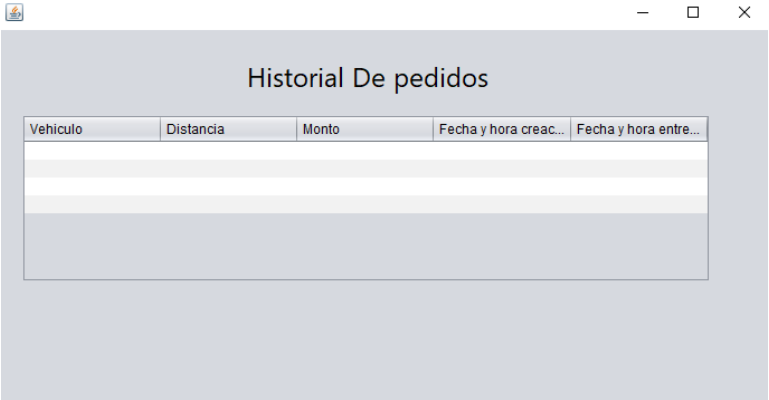 Historial De pedidos
Vehiculo Distancia Monto Fecha y hora creac... Fecha y hora entre...